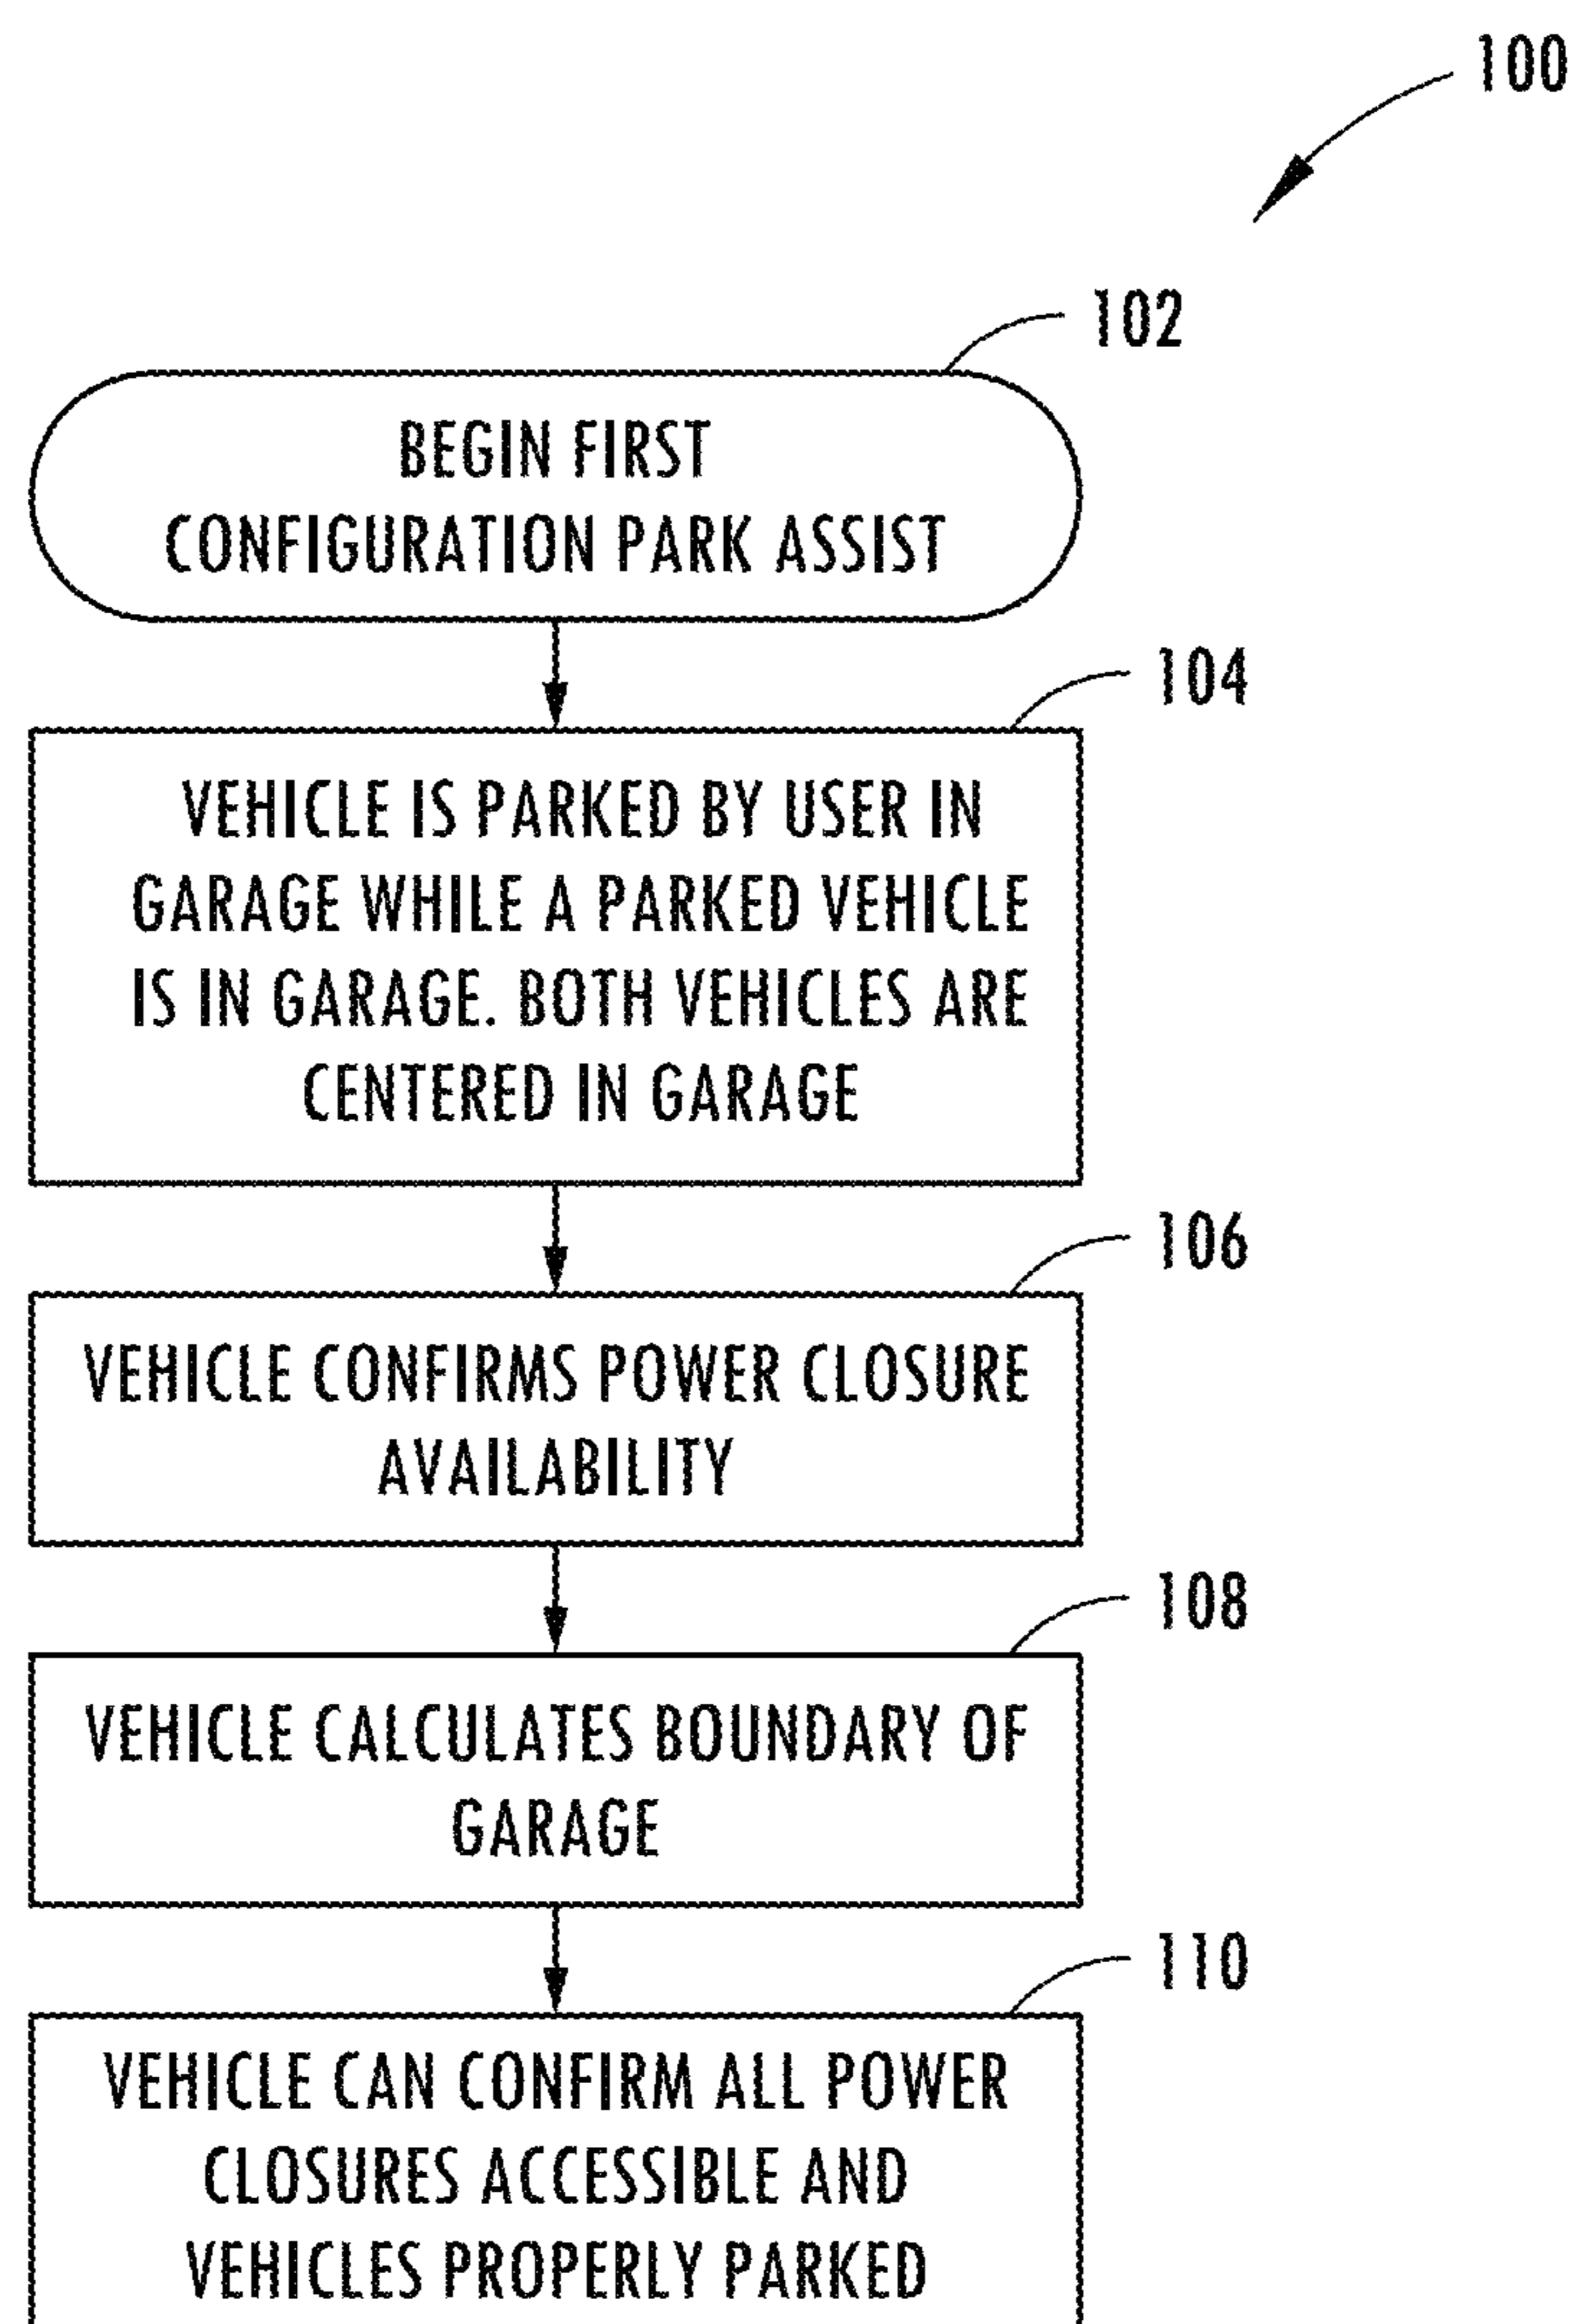 100
102
BEGIN FIRST
CONFIGURATION PARK ASSIST
104
VEHICLE IS PARKED BY USER IN
GARAGE WHILE A PARKED VEHICLE
IS IN GARAGE. BOTH VEHICLES ARE
CENTERED IN GARAGE
106
VEHICLE CONFIRMS POWER CLOSURE
AVAILABILITY
108
VEHICLE CALCULATES BOUNDARY OF
GARAGE
110
VEHICLE CAN CONFIRM ALL POWER
CLOSURES ACCESSIBLE AND
VEHICLES PROPERLY PARKED